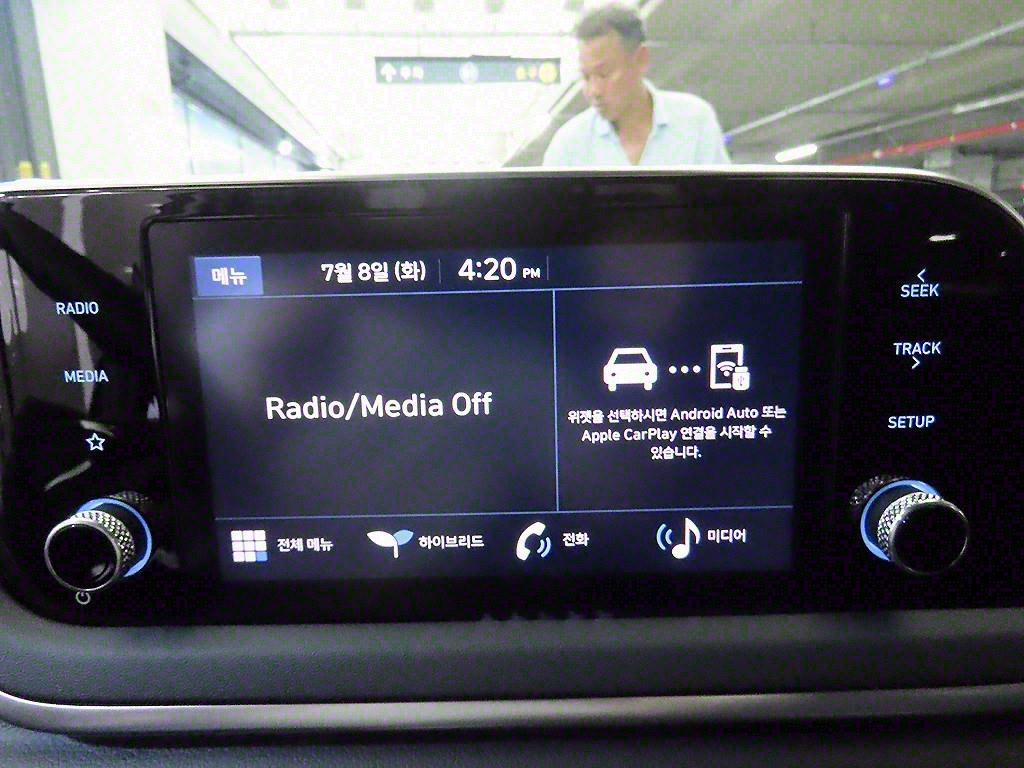 메뉴
7월 8일 (화)
4:20 PM
RADIO
MEDIA
SEEK
TRACK
SETUP
Radio/Media Off
위젯을 선택하시면 Android Auto 또는
Apple CarPlay 연결을 시작할 수
있습니다.
전체 메뉴
하이브리드
전화
미디어